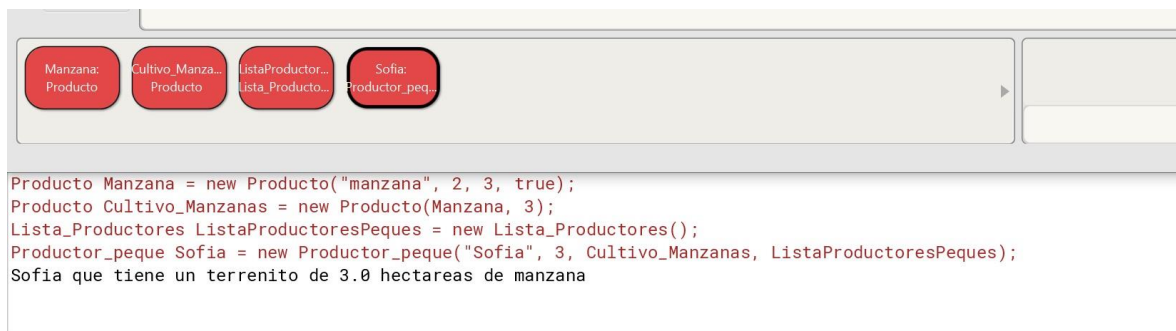 Manzana:
Producto
Cultivo_Manza...
Producto
ListaProductor...
Lista_Producto...
Sofia:
Productor_peq...
Producto Manzana = new Producto("manzana", 2, 3, true);
Producto Cultivo_Manzanas = new Producto(Manzana, 3);
Lista_Productores ListaProductoresPeques = new Lista_Productores();
Productor_peque Sofia = new Productor_peque("Sofia", 3, Cultivo_Manzanas, ListaProductoresPeques);
Sofia que tiene un terrenito de 3.0 hectareas de manzana